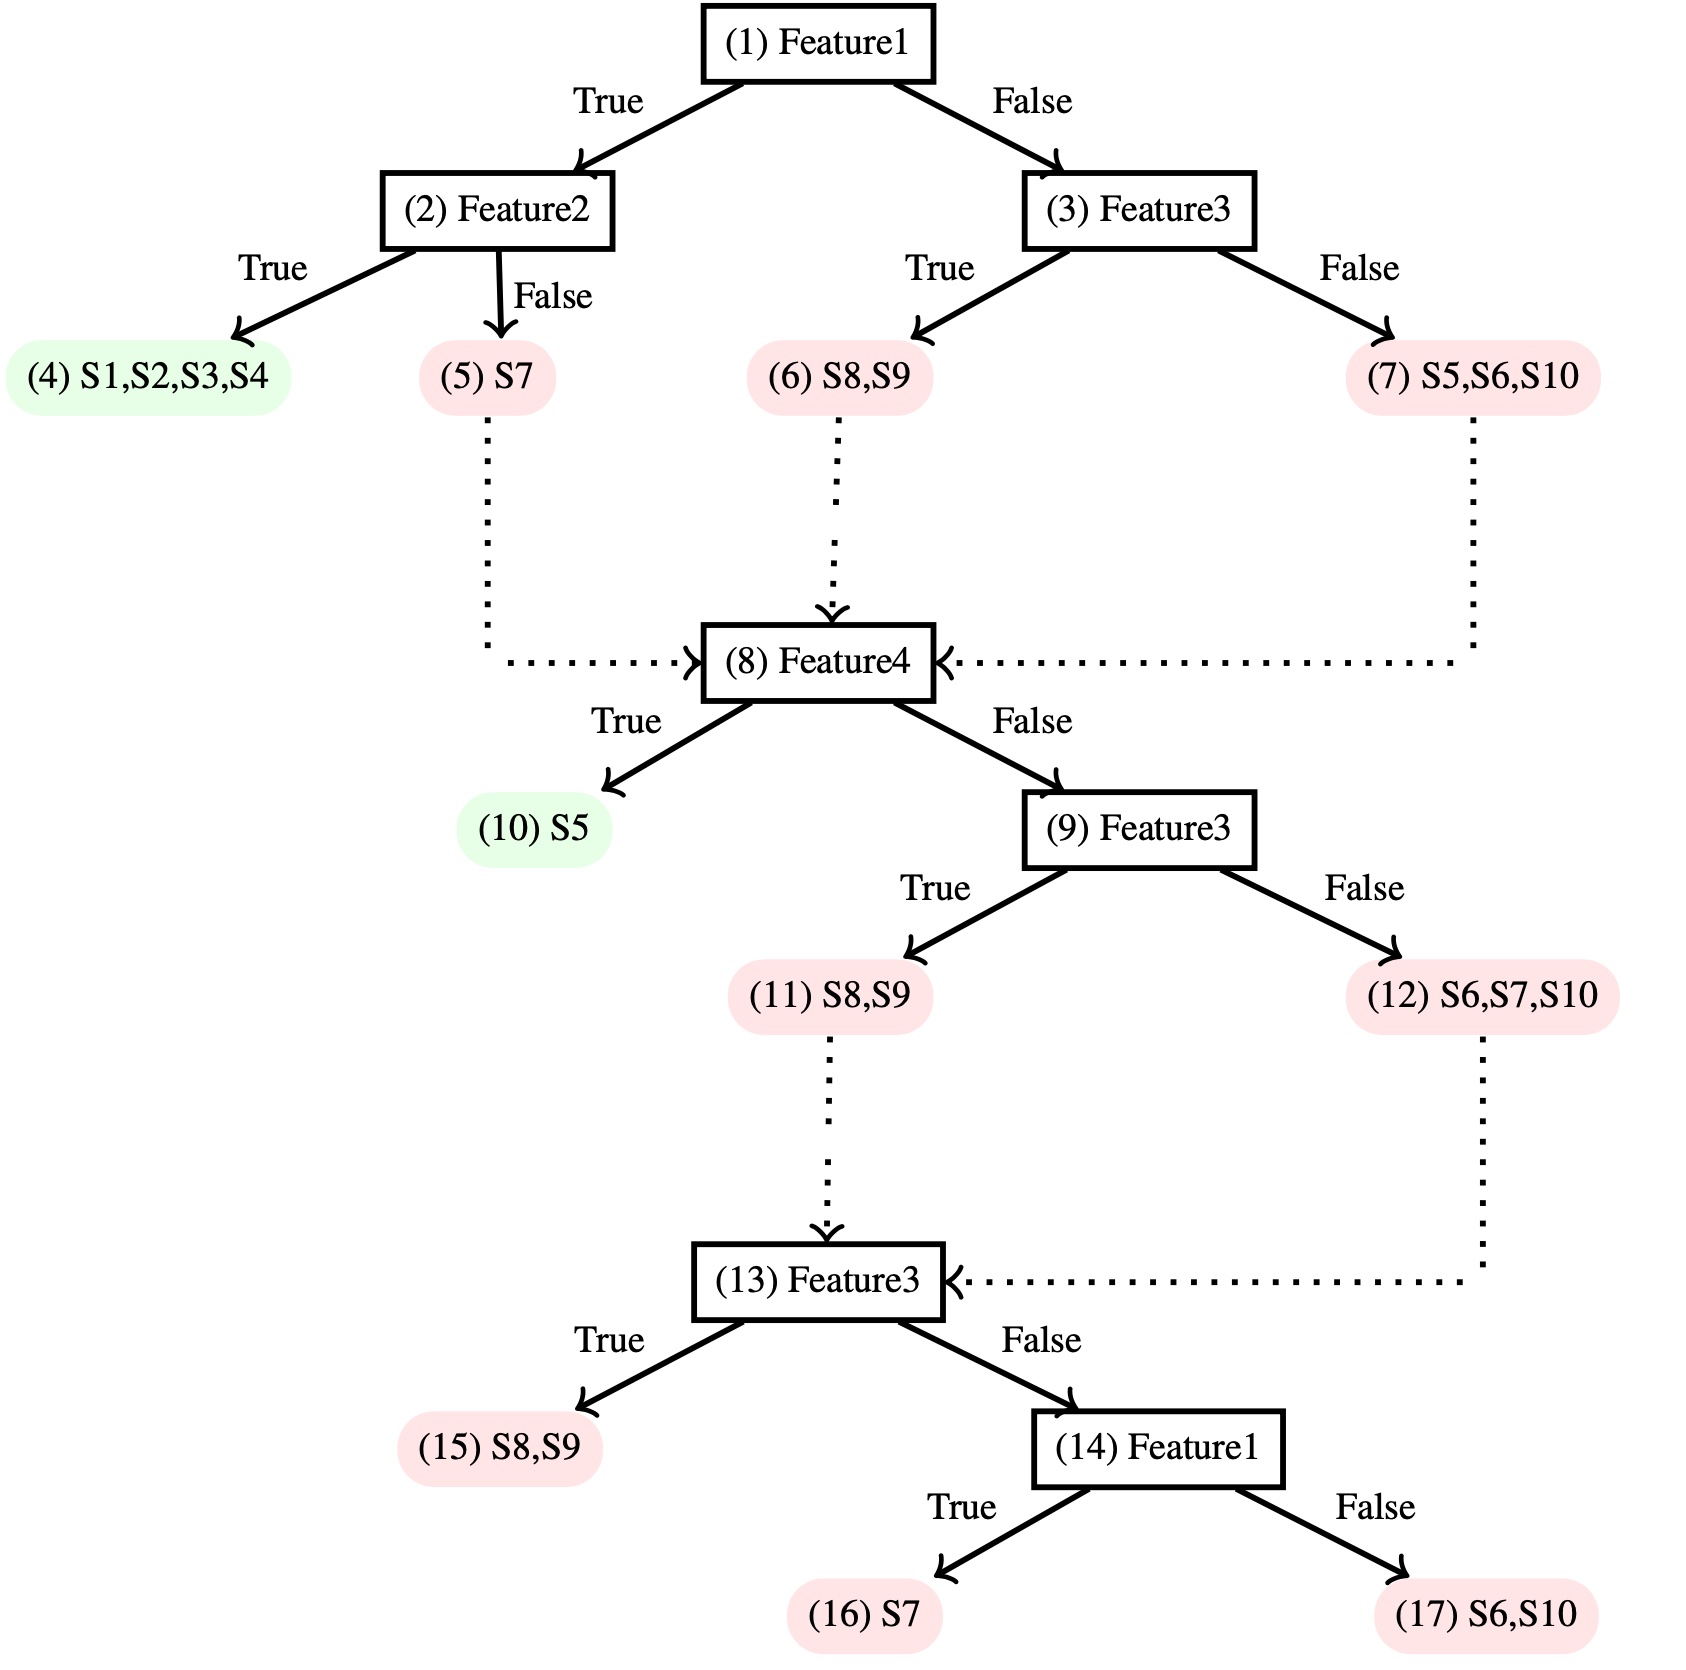 (1) Feature1
True
False
(2) Feature2
(3) Feature3
True
False
True
False
(4) S1,S2,S3,S4
(5) S7
(6) S8,S9
(7) S5,S6,S10
(8) Feature4
True
False
(10) S5
(9) Feature3
True
False
(11) S8,S9
(12) S6,S7,S10
(13) Feature3
True
False
(15) S8,S9
(14) Feature1
True
False
(16) S7
(17) S6,S10